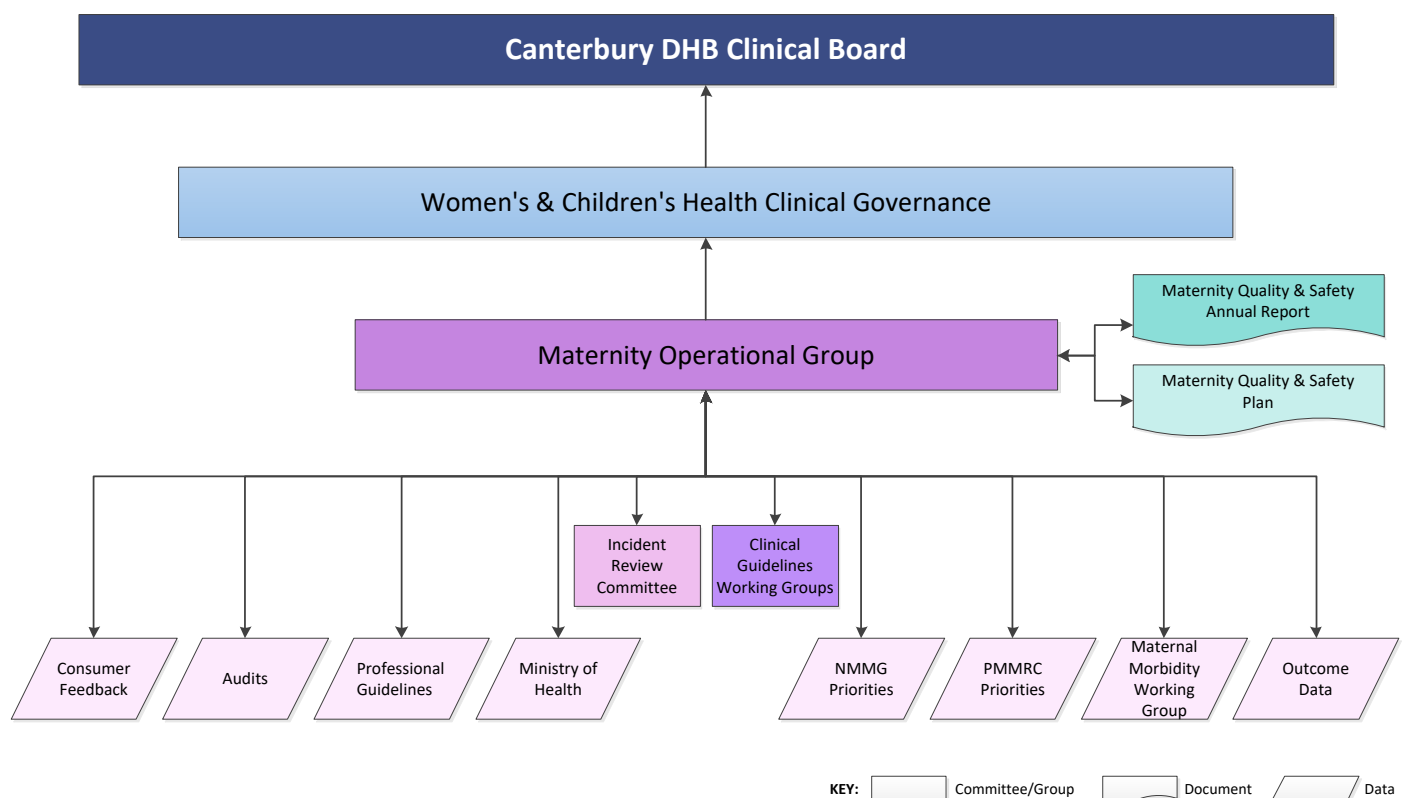 Canterbury DHB Clinical Board
Women's & Children's Health Clinical Governance
Maternity Quality & Safety
Annual Report
Maternity Operational Group
Maternity Quality & Safety
Plan
Incident
Review
Committee
Clinical
Guidelines
Working Groups
Consumer
Feedback
Audits
Professional
Guidelines
Ministry of
Health
NMMG
Priorities
PMMRC
Priorities
Maternal
Morbidity
Working
Group
Outcome
Data
KEY:
Committee/Group
Document
Data